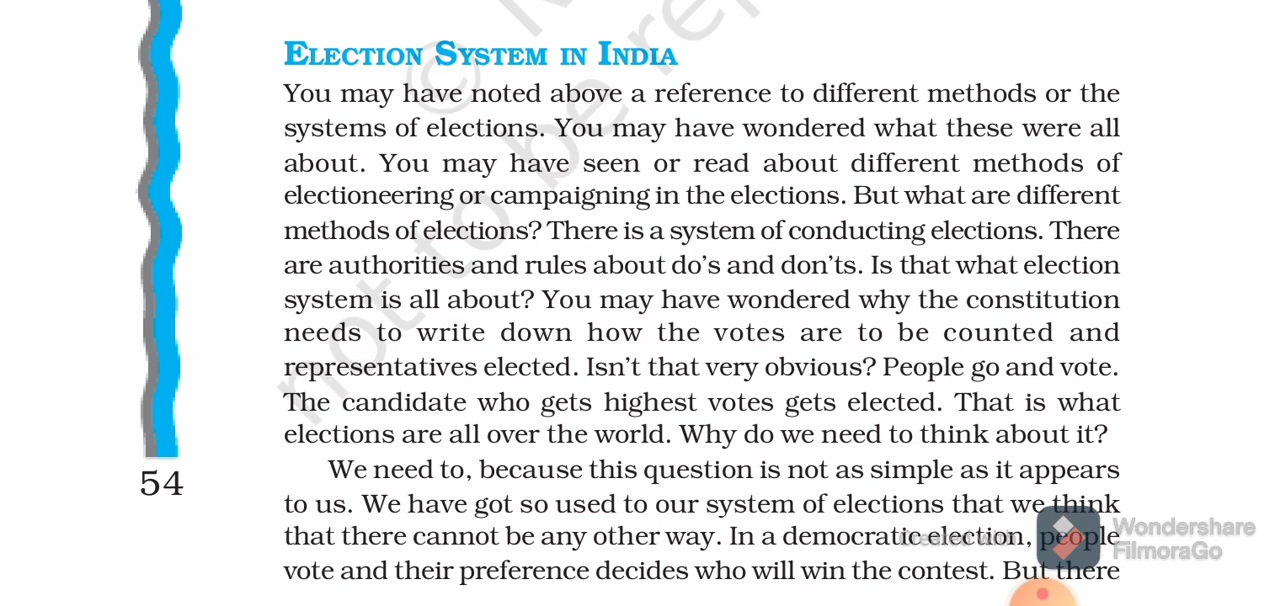 ELECTION SYSTEM IN INDIA
You may have noted above a reference to different methods or the
systems of elections. You may have wondered what these were all
about. You may have seen or read about different methods of
electioneering or campaigning in the elections. But what are different
methods of elections? There is a system of conducting elections. There
are authorities and rules about do's and don'ts. Is that what election
system is all about? You may have wondered why the constitution
needs to write down how the votes are to be counted and
representatives elected. Isn't that very obvious? People go and vote.
The candidate who gets highest votes gets elected. That is what
elections are all over the world. Why do we need to think about it?
We need to, because this question is not as simple as it appears
54
to us. We have got so used to our system of elections that we think
that there cannot be any other way. In a democratic election, people
vote and their preference decides who will win the contest. But there
© 
not to be re
Created with
Wondershare
FilmoraGo